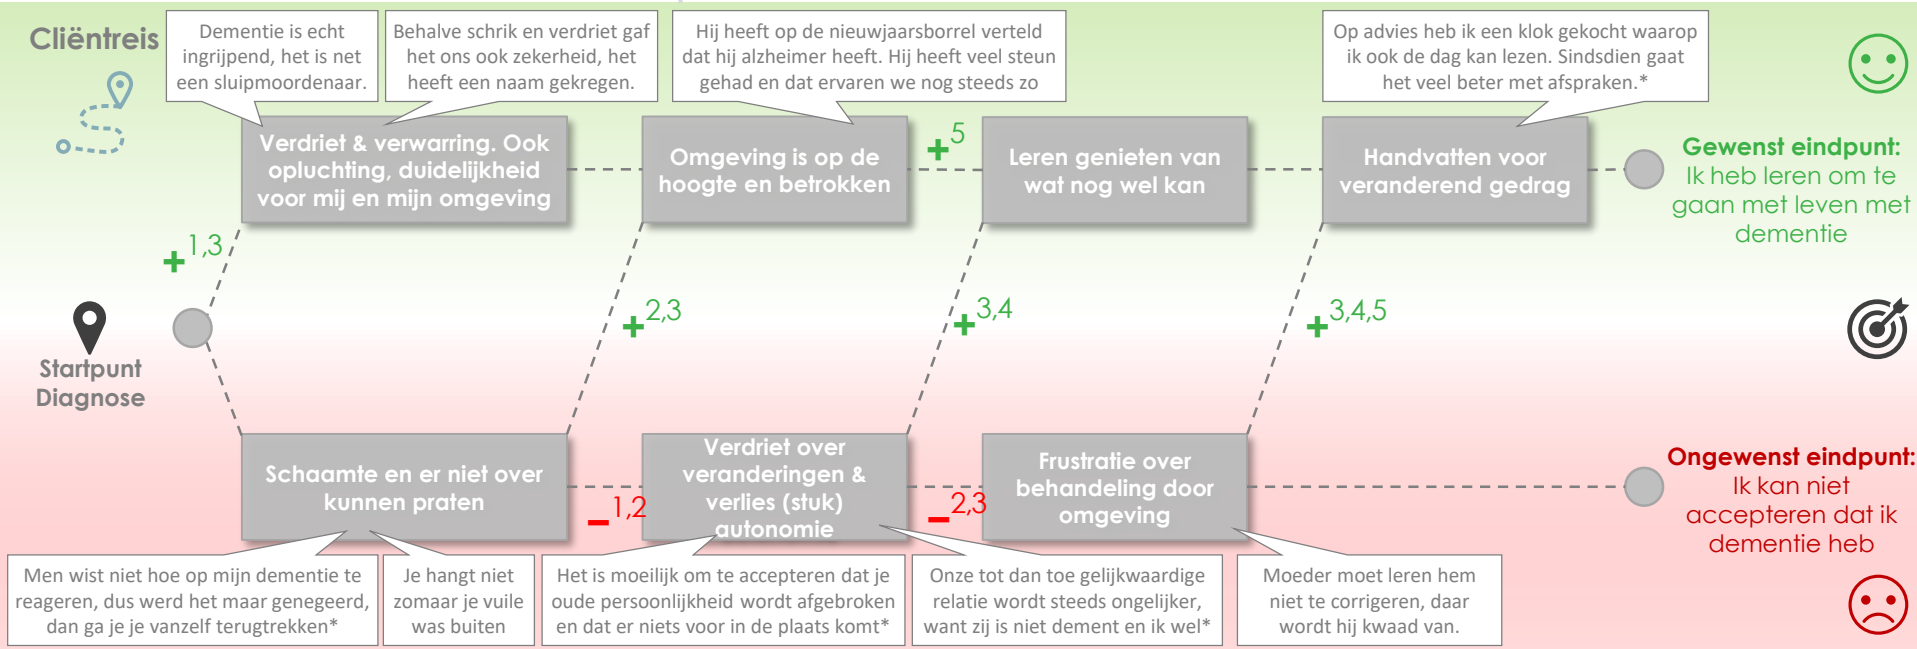 Cliëntreis
Dementie is echt
ingrijpend, het is net
een sluipmoordenaar.
Behalve schrik en verdriet gaf
het ons ook zekerheid, het
heeft een naam gekregen.
Hij heeft op de nieuwjaarsborrel verteld
dat hij alzheimer heeft. Hij heeft veel steun
gehad en dat ervaren we nog steeds zo
Op advies heb ik een klok gekocht waarop
ik ook de dag kan lezen. Sindsdien gaat
het veel beter met afspraken.*
Verdriet & verwarring. Ook
opluchting, duidelijkheid
voor mij en mijn omgeving
Omgeving is op de
hoogte en betrokken
+5
Leren genieten van
wat nog wel kan
Handvatten voor
veranderend gedrag
Gewenst eindpunt:
Ik heb leren om te
gaan met leven met
dementie
+1,3
+2,3
+3,4
+3,4,5
Startpunt
Diagnose
Schaamte en er niet over
kunnen praten
–1,2
Verdriet over
veranderingen &
verlies (stuk)
autonomie
–2,3
Frustratie over
behandeling door
omgeving
Ongewenst eindpunt:
Ik kan niet
accepteren dat ik
dementie heb
Men wist niet hoe op mijn dementie te
reageren, dus werd het maar genegeerd,
dan ga je je vanzelf terugtrekken*
Je hangt niet
zomaar je vuile
was buiten
Het is moeilijk om te accepteren dat je
oude persoonlijkheid wordt afgebroken
en dat er niets voor in de plaats komt*
Onze tot dan toe gelijkwaardige
relatie wordt steeds ongelijker,
want zij is niet dement en ik wel*
Moeder moet leren hem
niet te corrigeren, daar
wordt hij kwaad van.